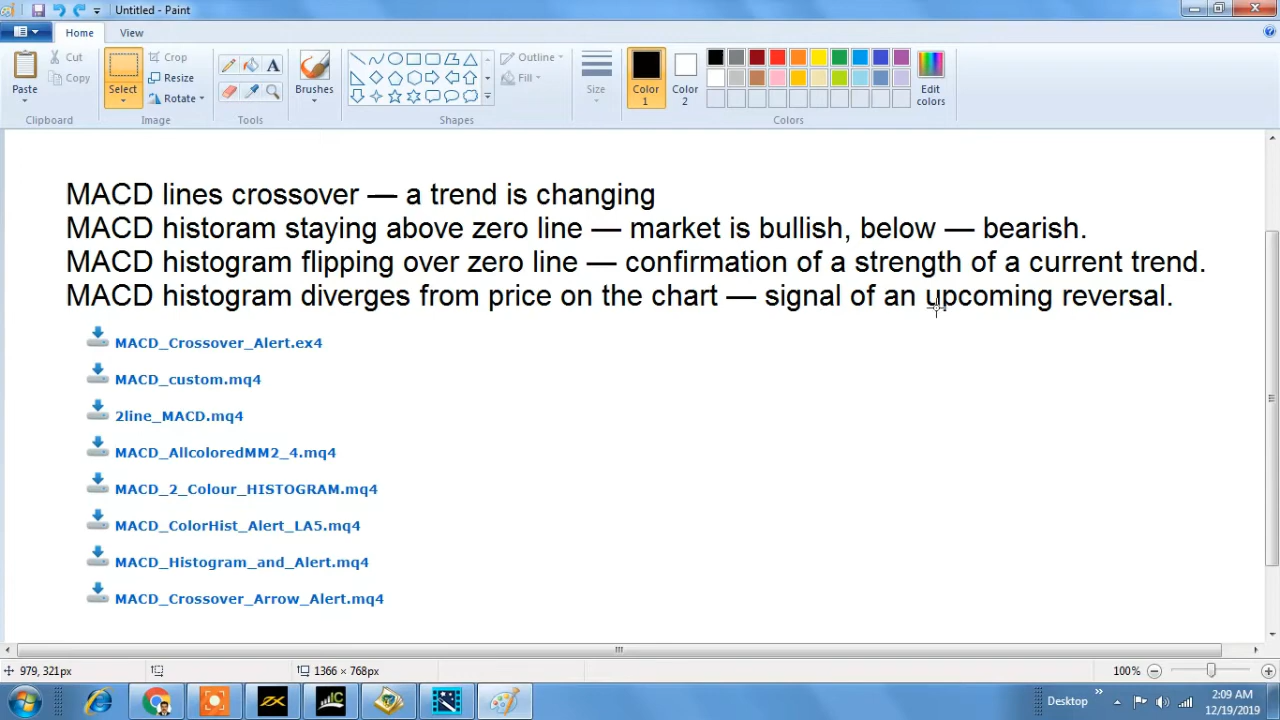 Untitled - Paint
Home
View
Paste
Cut
Copy
Clipboard
Select
Crop
Resize
Rotate
Image
A
Tools
Brushes
Outline
Fill
Shapes
Size
Color 1
Color 2
Edit colors
Colors
MACD lines crossover — a trend is changing
MACD historam staying above zero line — market is bullish, below — bearish.
MACD histogram flipping over zero line — confirmation of a strength of a current trend.
MACD histogram diverges from price on the chart — signal of an upcoming reversal.
MACD_Crossover_Alert.ex4
MACD_custom.mq4
2line_MACD.mq4
MACD_AllcoloredMM2_4.mq4
MACD_2_Colour_HISTOGRAM.mq4
MACD_ColorHist_Alert_LA5.mq4
MACD_Histogram_and_Alert.mq4
MACD_Crossover_Arrow_Alert.mq4
979, 321px
1366 × 768px
100%
ZX
IC
Desktop
2:09 AM
12/19/2019